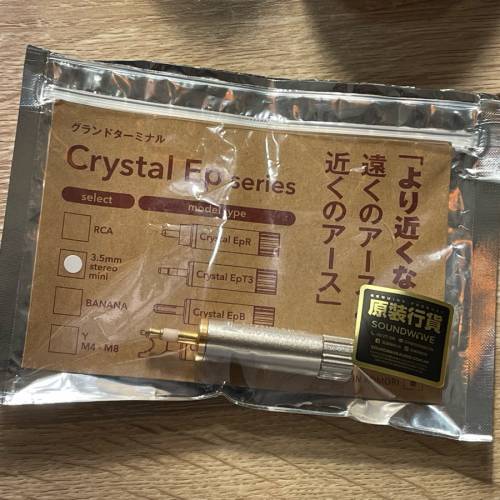 グランドターミナル
Crystal Ep series
select
model type
RCA
Crystal EpR
3.5mm
stereo
mini
Crystal EpT3
BANANA
Crystal EpB
Y
M4 - M8
「より近くな
遠くのアース
近くのアース」
原裝行貨
SOUNDWAVE